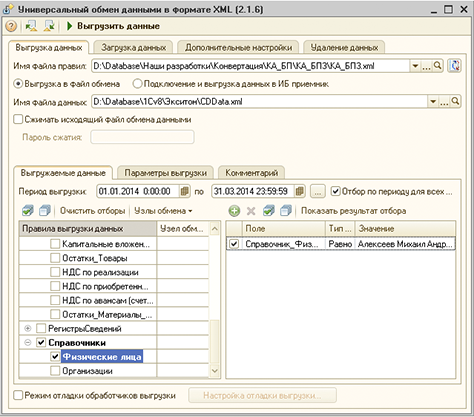 Универсальный обмен данными в формате XML (2.1.6)
Выгрузить данные
Выгрузка данных Загрузка данных Дополнительные настройки Удаление данных
Имя файла правил: D:\Database\Наши разработки\Конвертация\КА_БП\КА_БП3\КА_БП3.xml
Выгрузка в файл обмена Подключение и выгрузка данных в ИБ приемник
Имя файла данных: D:\Database\1Cv8\Экситон\CDData.xml
Сжимать исходящий файл обмена данными
Пароль сжатия:
Выгружаемые данные Параметры выгрузки Комментарий
Период выгрузки: 01.01.2014 0:00:00 по 31.03.2014 23:59:59 ... Отбор по периоду для всех ...
Очистить отборы Узлы обмена Показать результат отбора
Правила выгрузки данных Узел обм... Поле Тип ... Значение
Капитальные вложен... Справочник_Физ... Равно Алексеев Михаил Андр...
Остатки_Товары
НДС по реализации
НДС по приобретенн...
НДС по авансам (счет...
Остатки_Материалы_...
РегистрыСведений
Справочники
Физические лица
Организации
Режим отладки обработчиков выгрузки Настройка отладки выгрузки...